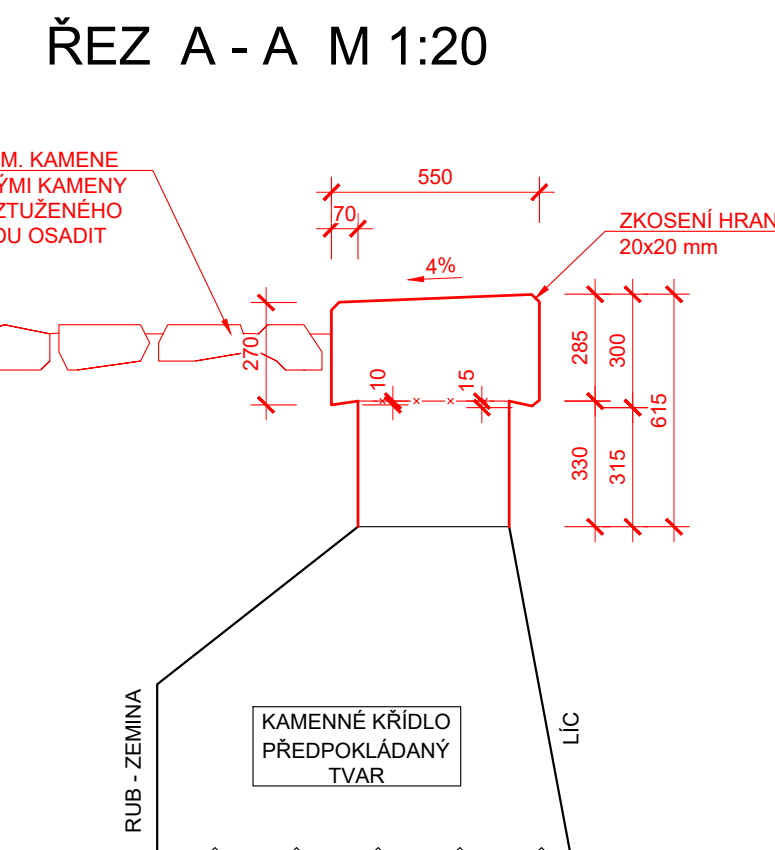 ŘEZ A - A M 1:20
M. KAMENE
ÝMI KAMENY
ZTUŽENÉHO
OU OSADIT
550
70
ZKOSENÍ HRAN
20x20 mm
4%
270
10
15
285
300
615
330
315
KAMENNÉ KŘÍDLO
PŘEDPOKLÁDANÝ
TVAR
RUB - ZEMINA
LÍC